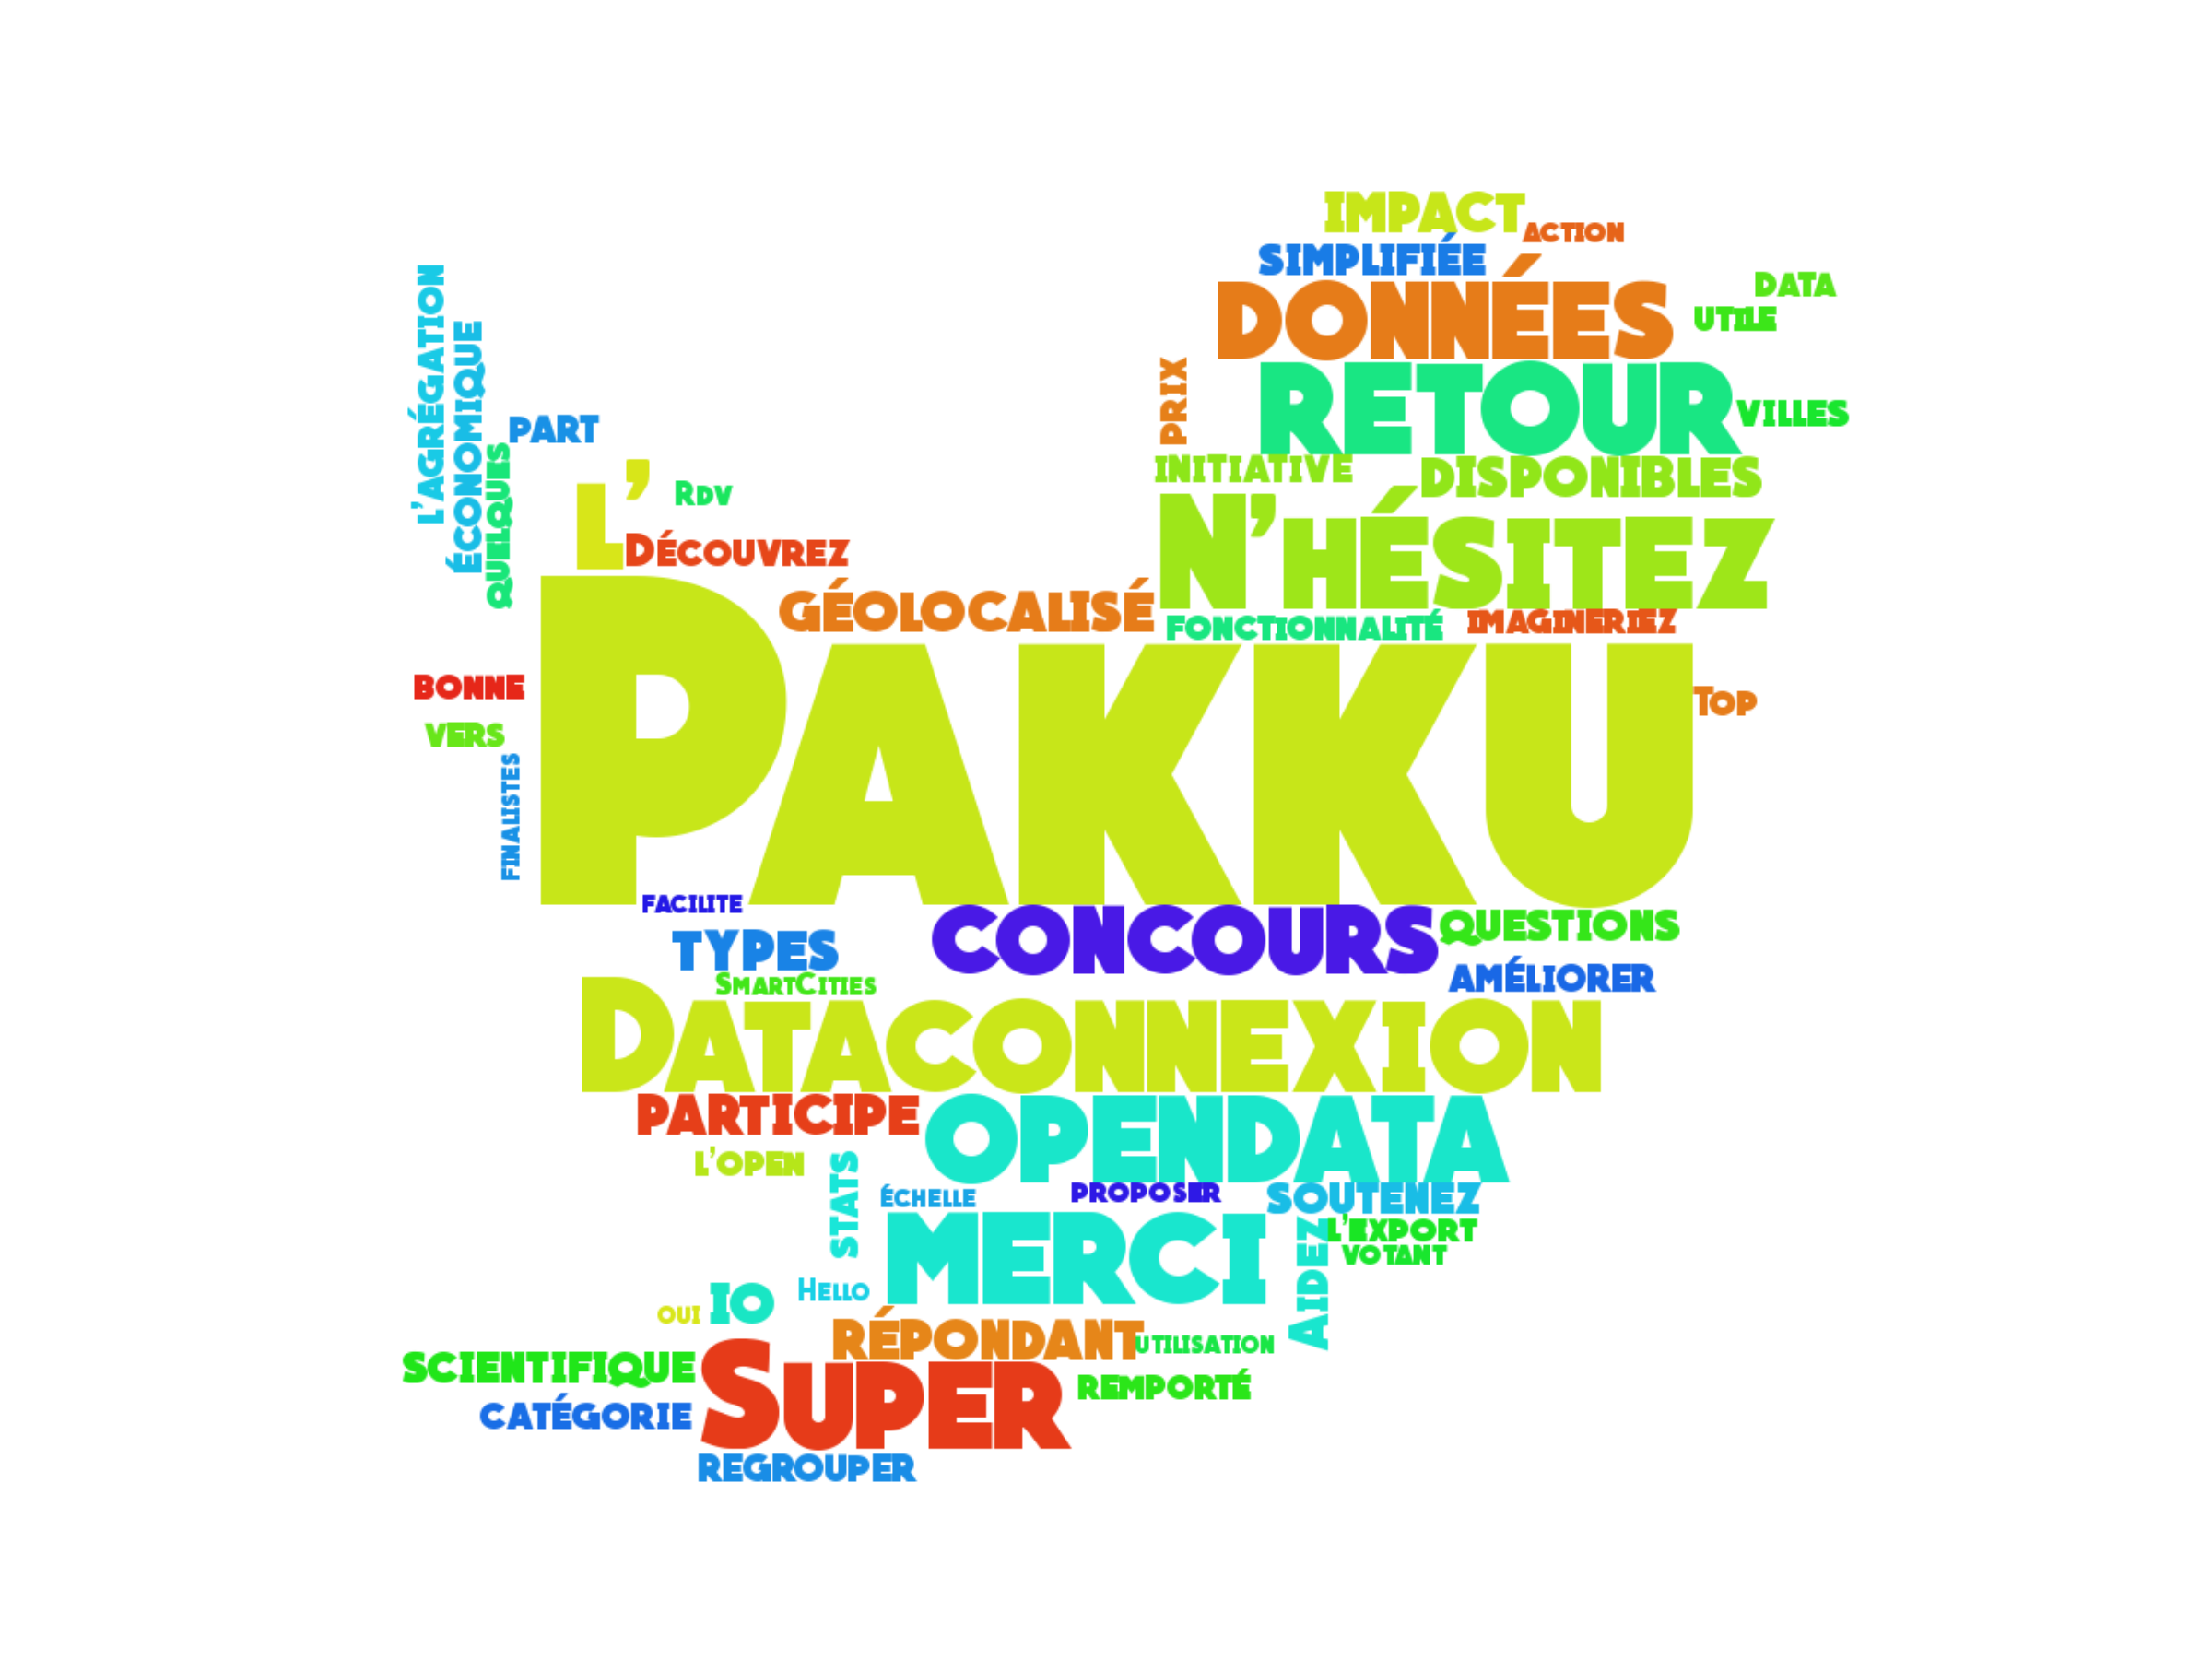 IMPACT
ACTION
SIMPLIFIÉE
DONNÉES
DATA
UTILE
L'AGRÉGATION
ÉCONOMIQUE
QUELQUES
PART
PRIX
RETOUR
VILLES
INITIATIVE
DISPONIBLES
L'
RDV
DÉCOUVREZ
N'HÉSITEZ
GÉOLOCALISÉ
FONCTIONNALITÉ
IMAGINERIEZ
BONNE
VERS
FINALISTES
PAKKU
TOP
FACILITE
CONCOURS
QUESTIONS
TYPES
SMARTCITIES
AMÉLIORER
DATACONNEXION
PARTICIPE
OPENDATA
L'OPEN
STATS
ÉCHELLE
PROPOSER
SOUTENEZ
MERCI
AIDEZ
L'EXPORT
VOTANT
OUI
IO
HELLO
RÉPONDANT
UTILISATION
SCIENTIFIQUE
SUPER
REMPORTÉ
CATÉGORIE
REGROUPER